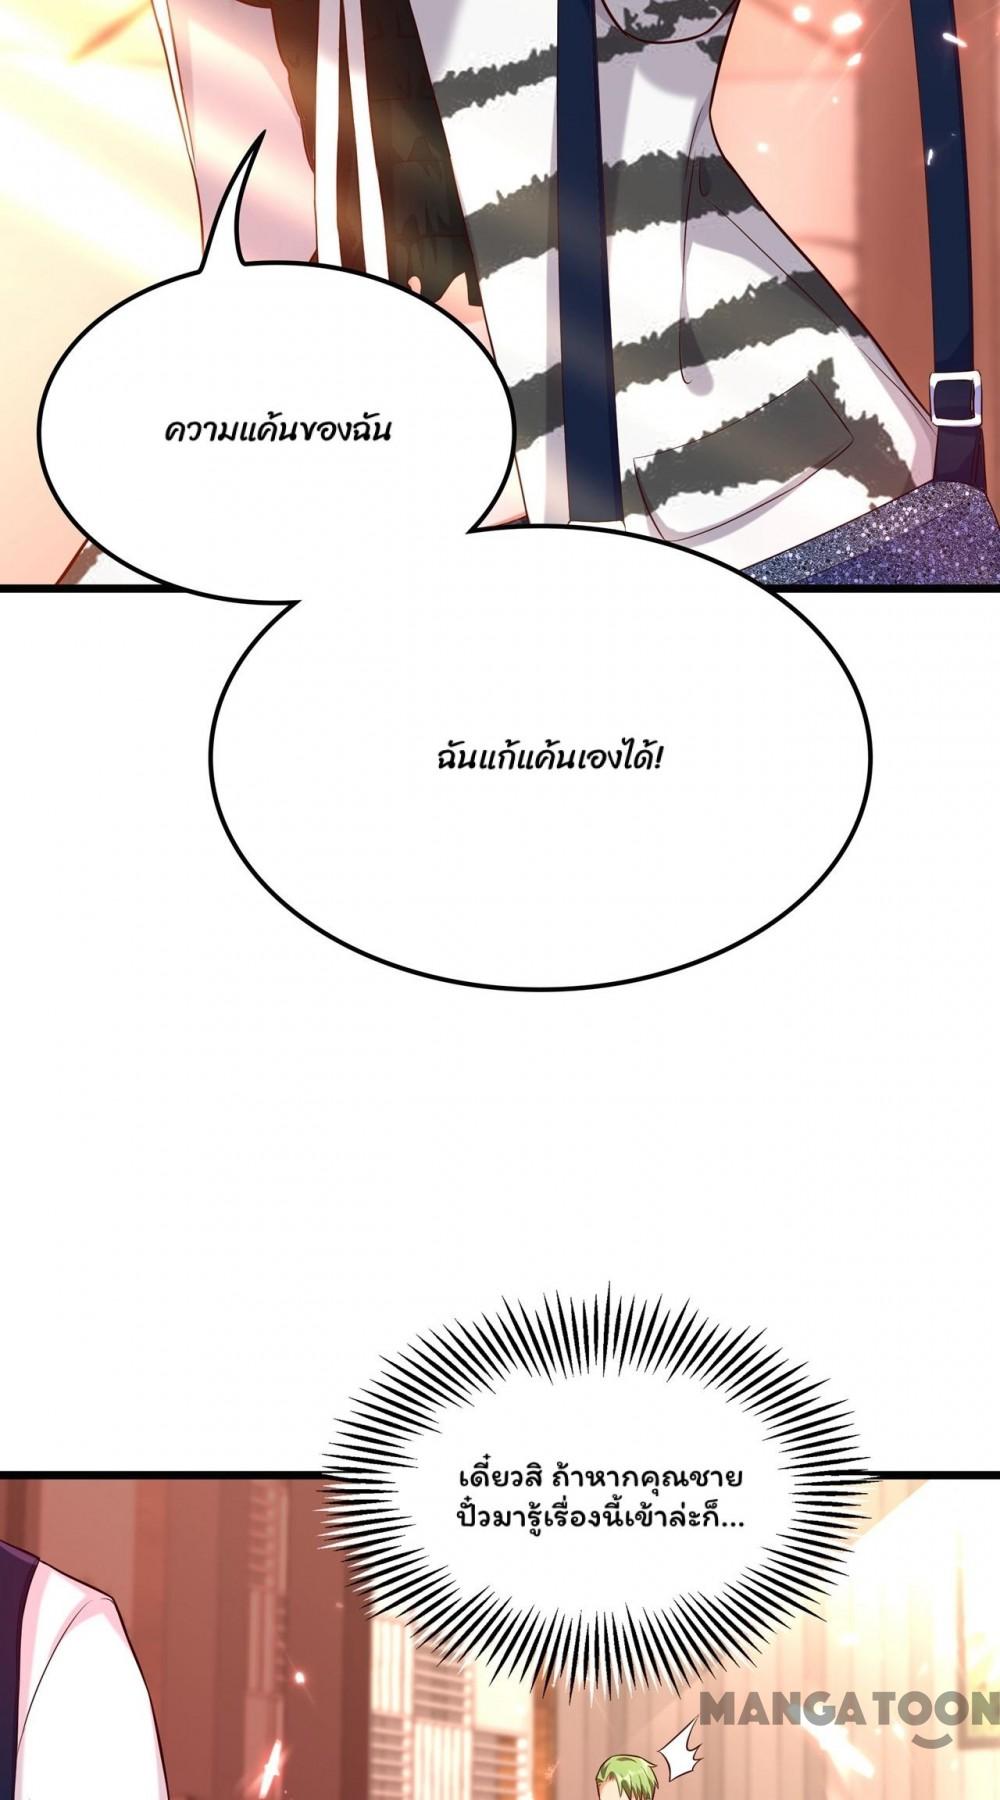 ความแค้นของฉัน
ฉันแก้แค้นเองได้!
เดี๋ยวสิ ถ้าหากคุณชาย
ปั๋วมารู้เรื่องนี้เข้าล่ะก็...
MANGATOON